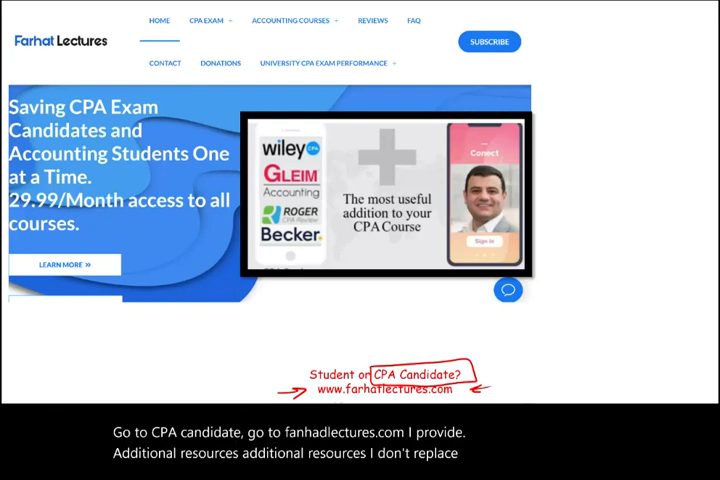 HOME
CPA EXAM
ACCOUNTING COURSES
REVIEWS
FAQ
Farhat Lectures
SUBSCRIBE
CONTACT
DONATIONS
UNIVERSITY CPA EXAM PERFORMANCE
Saving CPA Exam
Candidates and
Accounting Students One
at a Time.
29.99/Month access to all
courses.
LEARN MORE »
wiley CPA
GLEIM
Accounting
ROGER
CPA Review
Becker
The most useful
addition to your
CPA Course
Conect
Sign in
Student or CPA Candidate?
www.farhatlectures.com
Go to CPA candidate, go to fanhadlectures.com I provide.
Additional resources additional resources I don't replace